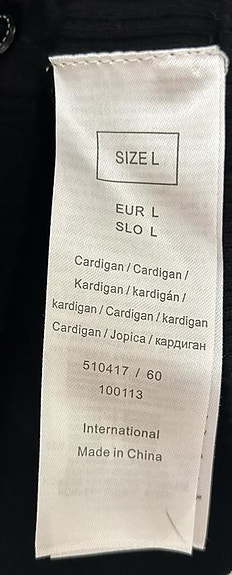 SIZE L
EUR L
SLO L
Cardigan / Cardigan /
Kardigan / kardigán /
kardigan / Cardigan / kardigan
Cardigan / Jopica / кардиган
510417 / 60
100113
International
Made in China